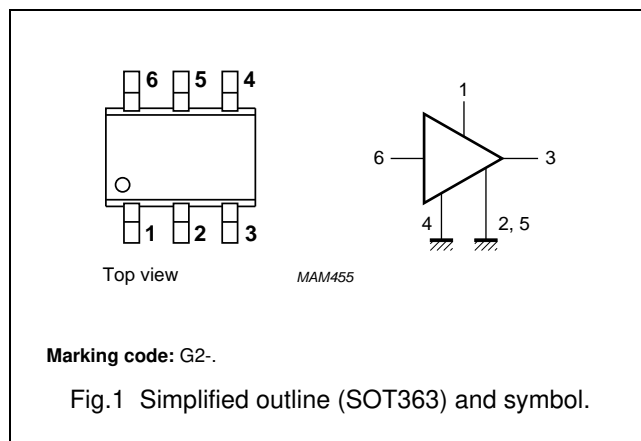 6 5 4
1 2 3
Top view
1
6 3
4 2, 5
MAM455
Marking code: G2-.
Fig.1 Simplified outline (SOT363) and symbol.